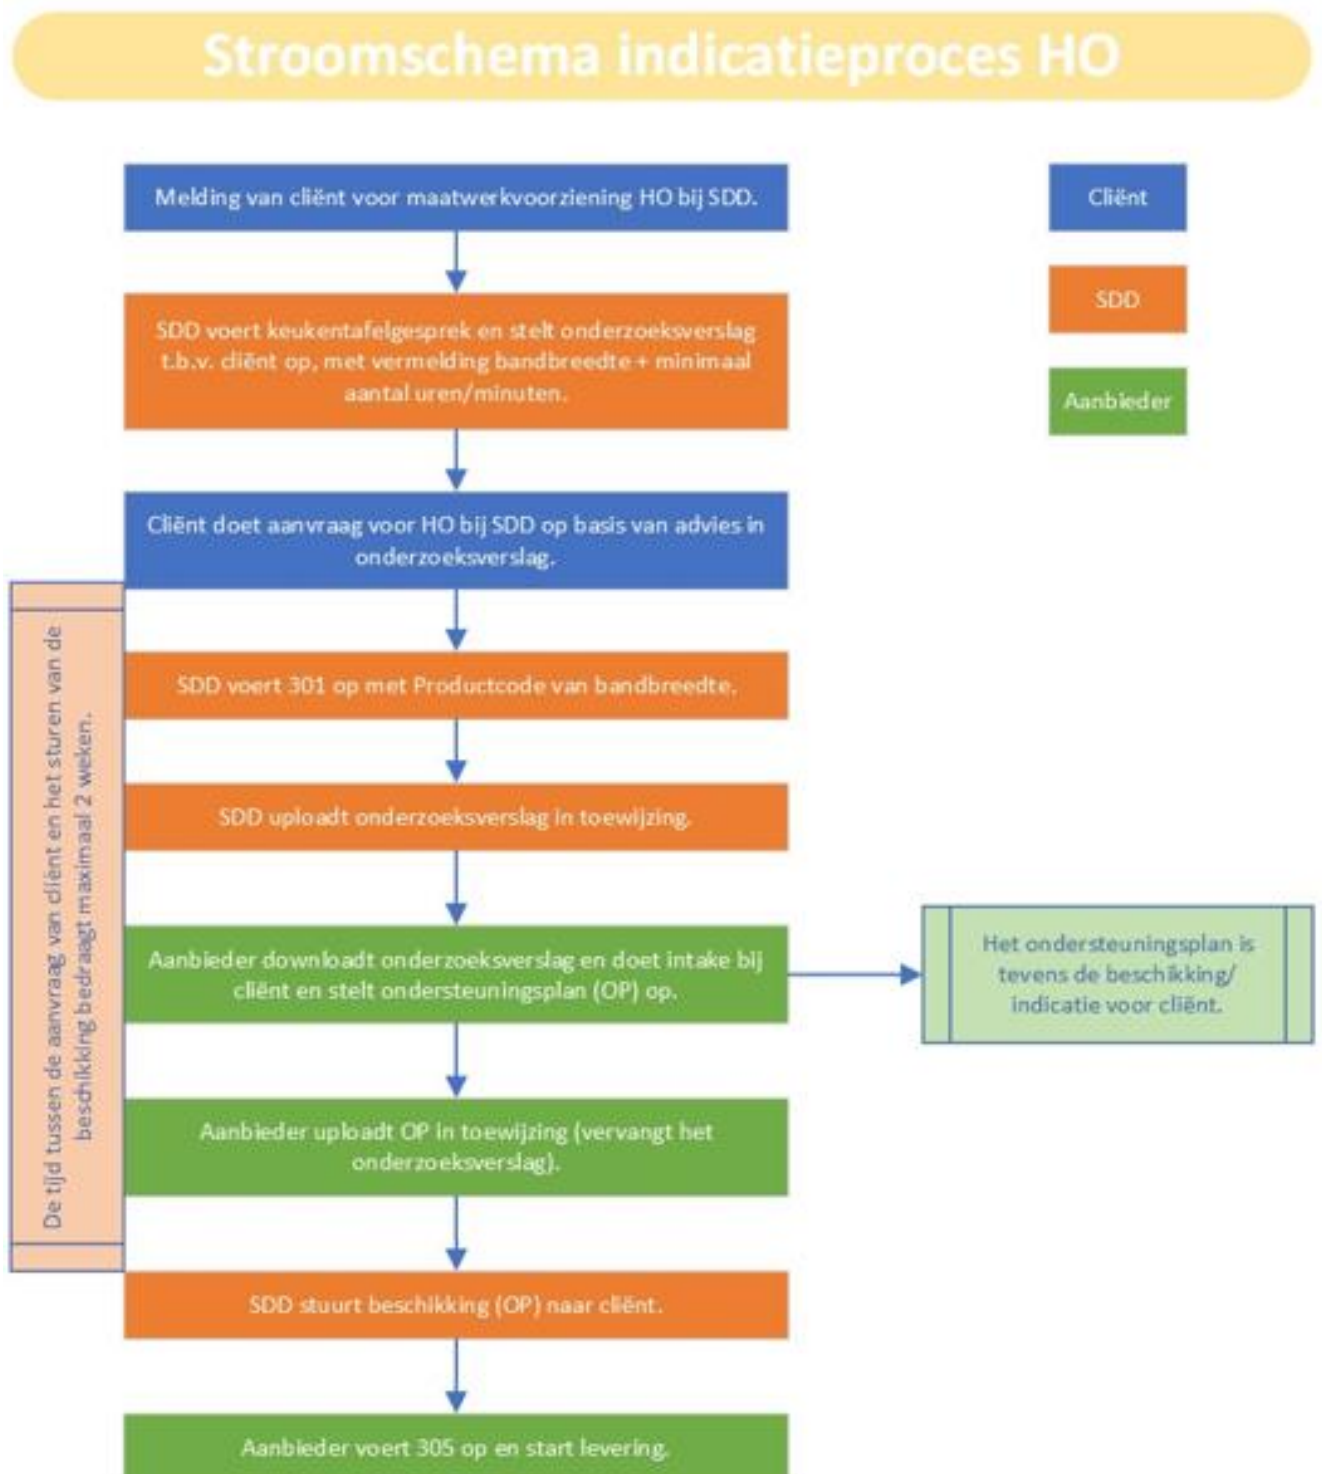 Stroomschema indicatieproces HO
Melding van cliënt voor maatwerkvoorziening HO bij SDD.
Cliënt
SDD
Aanbieder
SDD voert keukentafelgesprek en stelt onderzoeksverslag
t.b.v. cliënt op, met vermelding bandbreedte + minimaal
aantal uren/minuten.
Cliënt doet aanvraag voor HO bij SDD op basis van advies in
onderzoeksverslag.
De tijd tussen de aanvraag van cliënt en het sturen van de
beschikking bedraagt maximaal 2 weken.
SDD voert 301 op met Productcode van bandbreedte.
SDD uploadt onderzoeksverslag in toewijzing.
Aanbieder downloadt onderzoeksverslag en doet intake bij
cliënt en stelt ondersteuningsplan (OP) op.
Het ondersteuningsplan is
tevens de beschikking/
indicatie voor cliënt.
Aanbieder uploadt OP in toewijzing (vervangt het
onderzoeksverslag).
SDD stuurt beschikking (OP) naar cliënt.
Aanbieder voert 305 op en start levering.